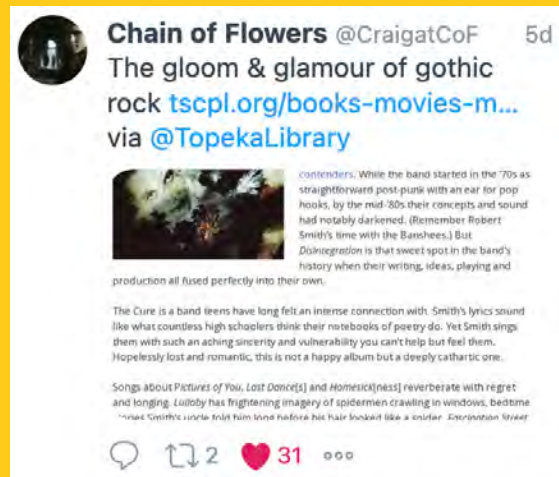 Chain of Flowers @CraigatCoF 5d
The gloom & glamour of gothic
rock tscpl.org/books-movies-m...
via @TopekaLibrary
contenders. While the band started in the '70s as
straightforward post-punk with an ear for pop
hooks, by the mid-'80s their concepts and sound
had notably darkened. (Remember Robert
Smith's time with the Banshees.) But
Disintegration is that sweet spot in the band's
history when their writing, ideas, playing and
production all fused perfectly into their own.
The Cure is a band teens have long felt an intense connection with. Smith's lyrics sound
like what countless high schoolers think their notebooks of poetry do. Yet Smith sings
them with such an aching sincerity and vulnerability you can't help but feel them.
Hopelessly lost and romantic, this is not a happy album but a deeply cathartic one.
Songs about Pictures of You, Last Dance[s] and Homesick[ness] reverberate with regret
and longing. Lullaby has frightening imagery of spidermen crawling in windows, bedtime
stories Smith's uncle told him long before his hair looked like a spider. Fascination Street
2 31